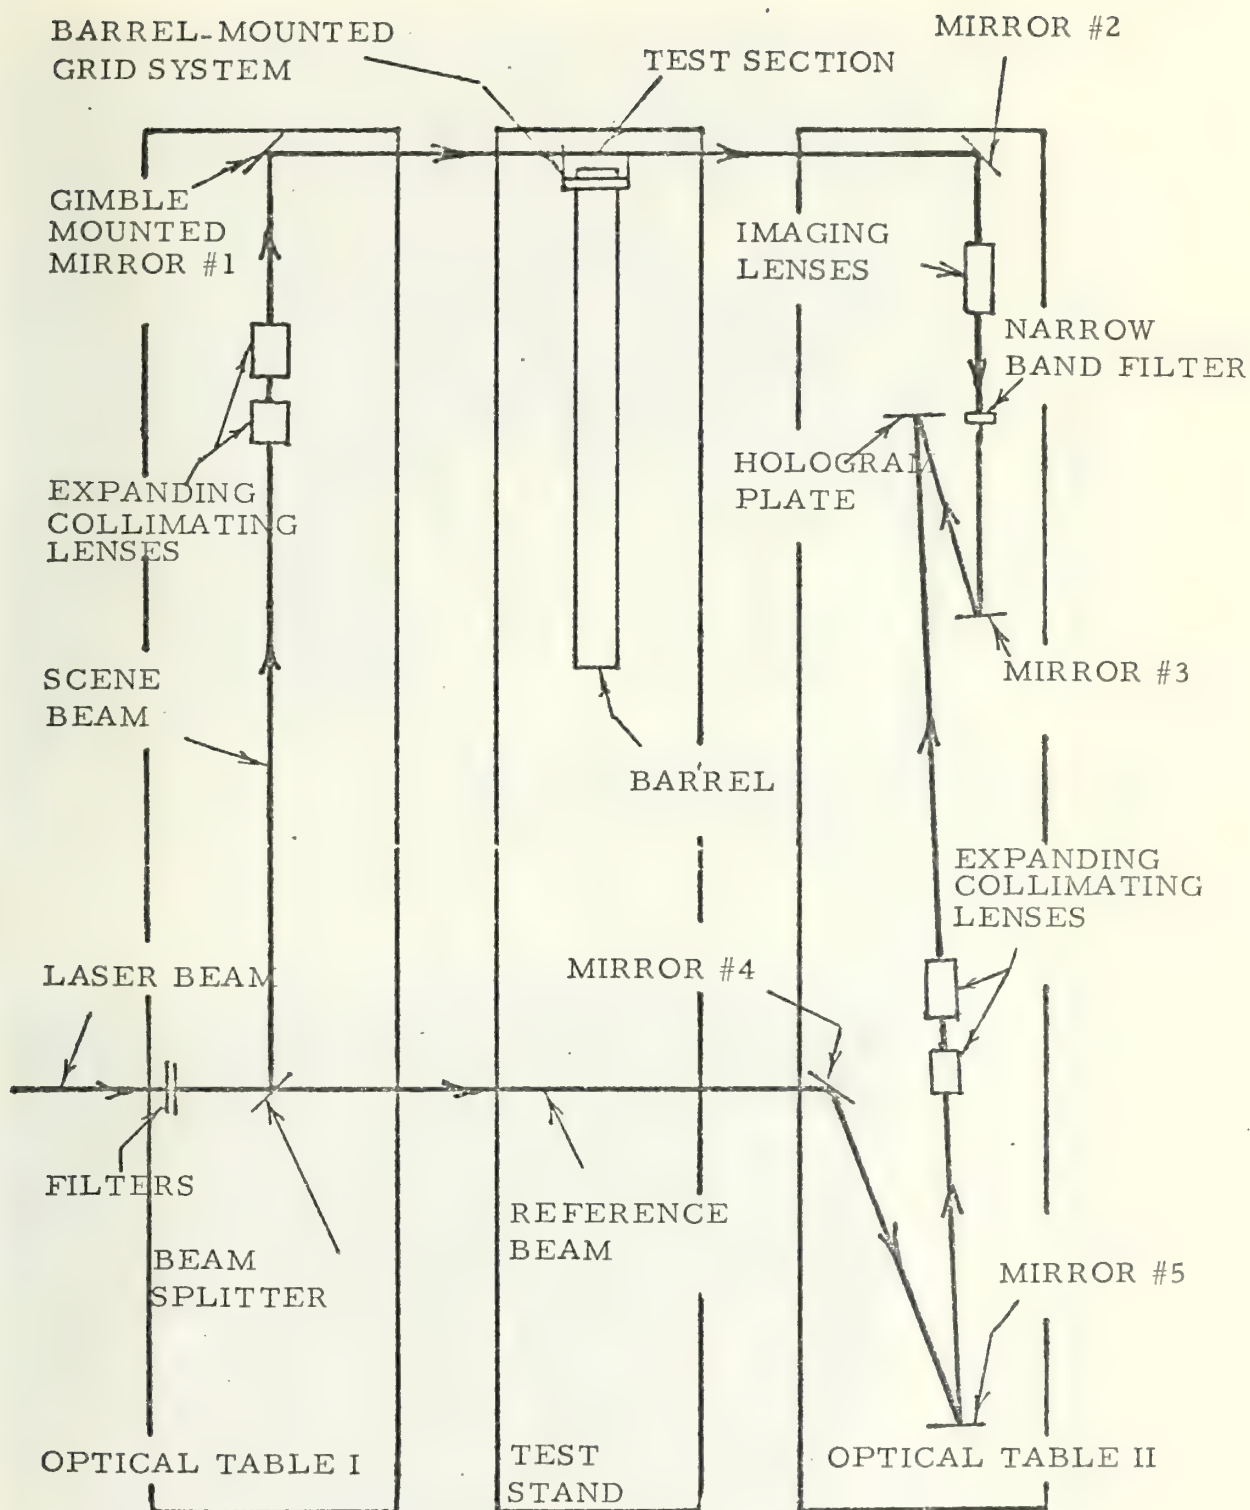 BARREL-MOUNTED
GRID SYSTEM
TEST SECTION
MIRROR #2
GIMBLE
MOUNTED
MIRROR #1
IMAGING
LENSES
NARROW
BAND FILTER
HOLOGRAM
PLATE
EXPANDING
COLLIMATING
LENSES
MIRROR #3
SCENE
BEAM
BARREL
EXPANDING
COLLIMATING
LENSES
LASER BEAM
MIRROR #4
FILTERS
BEAM
SPLITTER
REFERENCE
BEAM
MIRROR #5
OPTICAL TABLE I
TEST
STAND
OPTICAL TABLE II